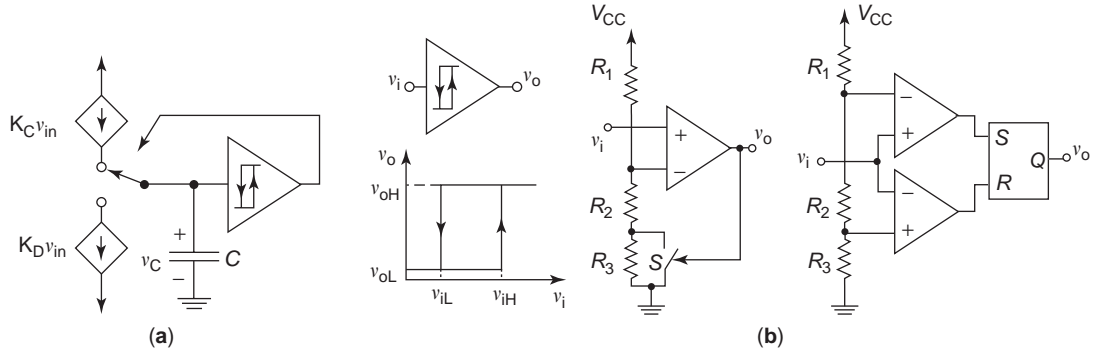 K_C v_in
K_D v_in
+
v_C
−
C
(a)
v_i
v_o
v_o
v_oH
v_oL
v_iL
v_iH
v_i
V_CC
R_1
v_i
+
−
v_o
R_2
R_3
S
V_CC
R_1
−
+
v_i
−
+
R_2
R_3
S
R
Q
v_o
(b)